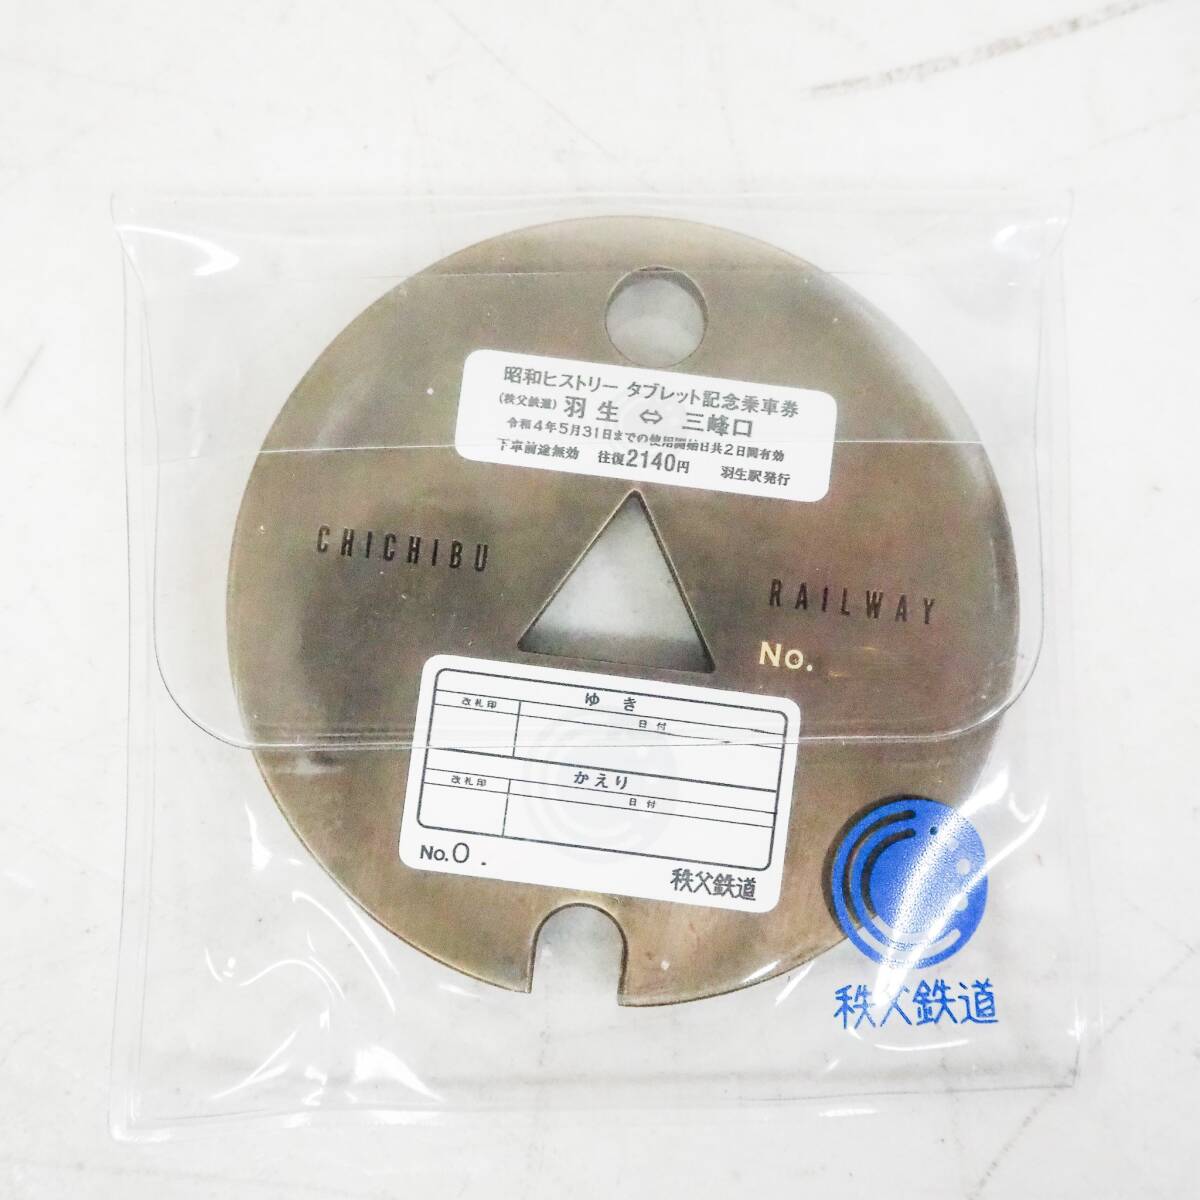 昭和ヒストリー タブレット記念乗車券
(秩父鉄道) 羽生 ⇔ 三峰口
令和4年5月31日までの使用開始日共2日間有効
下車前途無効 往復2140円 羽生駅発行
CHICHIBU RAILWAY
No.
ゆき
改札印 日付
かえり
改札印 日付
No.0 .
秩父鉄道
秩父鉄道